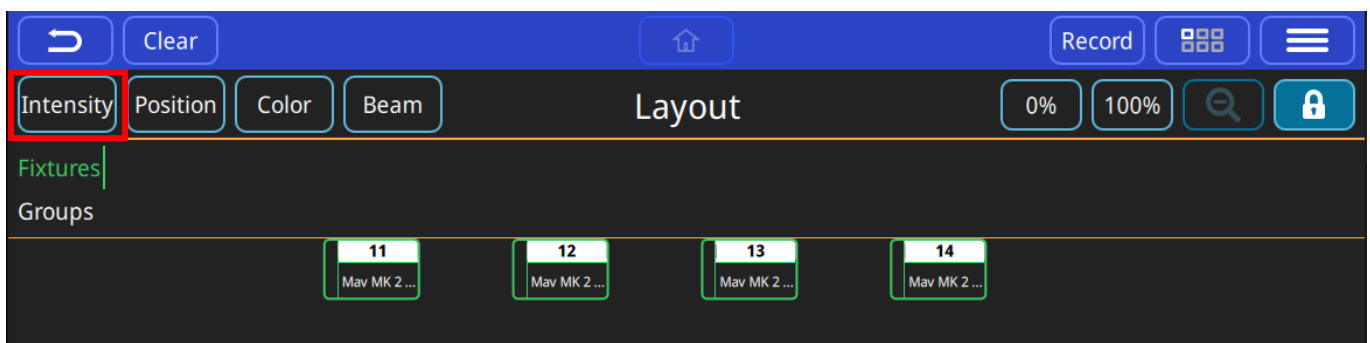 Clear Record
Intensity Position Color Beam Layout 0% 100%
Fixtures
Groups
11 12 13 14
Mav MK 2 ... Mav MK 2 ... Mav MK 2 ... Mav MK 2 ...